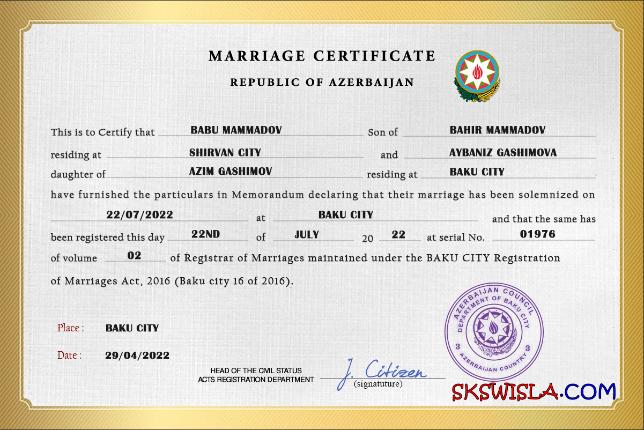 MARRIAGE CERTIFICATE
REPUBLIC OF AZERBAIJAN
This is to Certify that BABU MAMMADOV Son of BAHIR MAMMADOV
residing at SHIRVAN CITY and AYBANIZ GASHIMOVA
daughter of AZIM GASHIMOV residing at BAKU CITY
have furnished the particulars in Memorandum declaring that their marriage has been solemnized on
22/07/2022 at BAKU CITY and that the same has
been registered this day 22ND of JULY 20 22 at serial No. 01976
of volume 02 of Registrar of Marriages maintained under the BAKU CITY Registration
of Marriages Act, 2016 (Baku city 16 of 2016).
Place : BAKU CITY
Date : 29/04/2022
HEAD OF THE CIVIL STATUS
ACTS REGISTRATION DEPARTMENT
J. Citizen
(signatuture)
AZERBAIJAN COUNCIL
DEPARTMENT OF BAKU CITY
3 AZERBAIJAN COUNTRY 3
SKSWISLA.COM